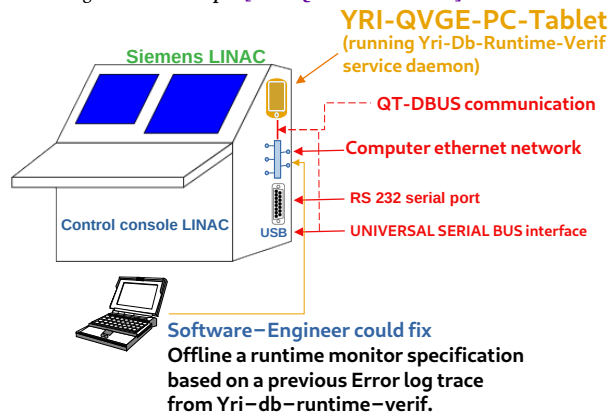 YRI-QVGE-PC-Tablet
(running Yri-Db-Runtime-Verif
service daemon)
Siemens LINAC
QT-DBUS communication
Computer ethernet network
RS 232 serial port
Control console LINAC
USB
UNIVERSAL SERIAL BUS interface
Software-Engineer could fix
Offline a runtime monitor specification
based on a previous Error log trace
from Yri-db-runtime-verif.